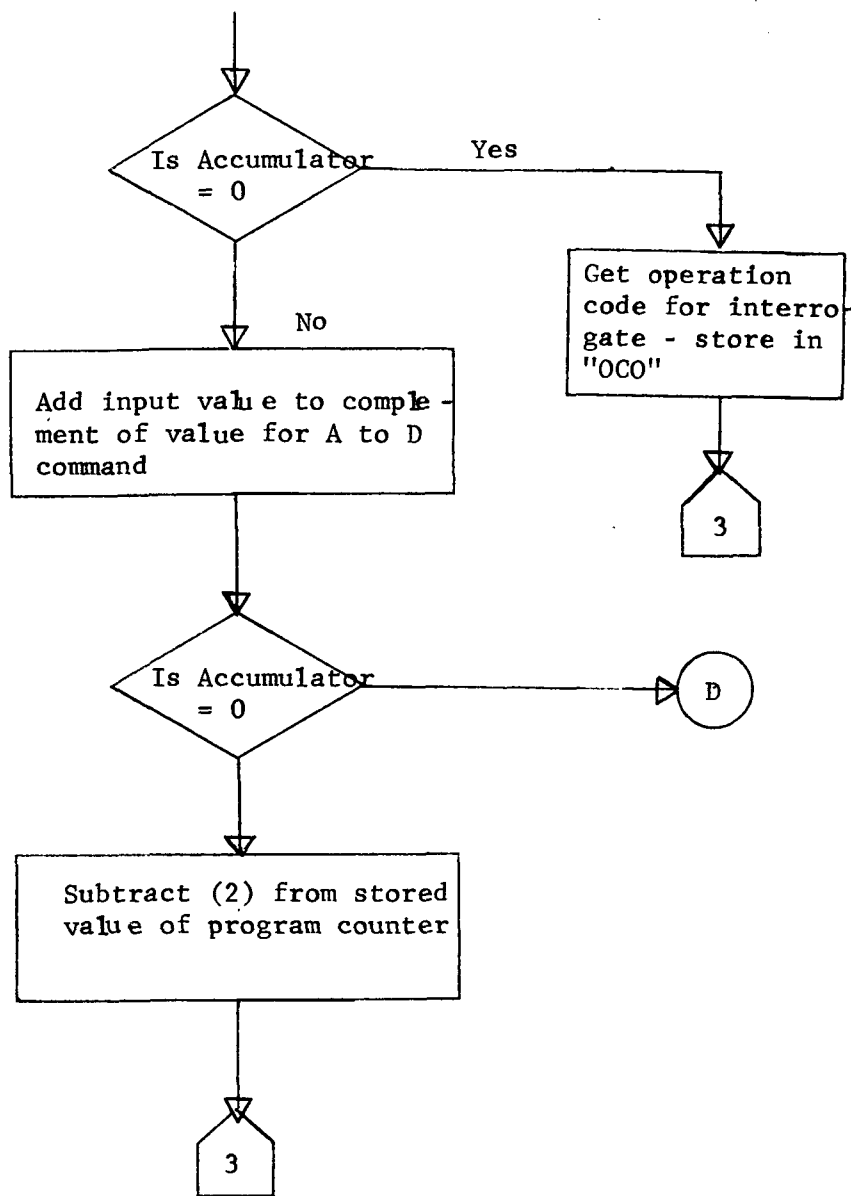 Is Accumulator
= 0
Yes
No
Get operation
code for interro-
gate - store in
"OCO"
3
Add input value to comple-
ment of value for A to D
command
Is Accumulator
= 0
D
Subtract (2) from stored
value of program counter
3